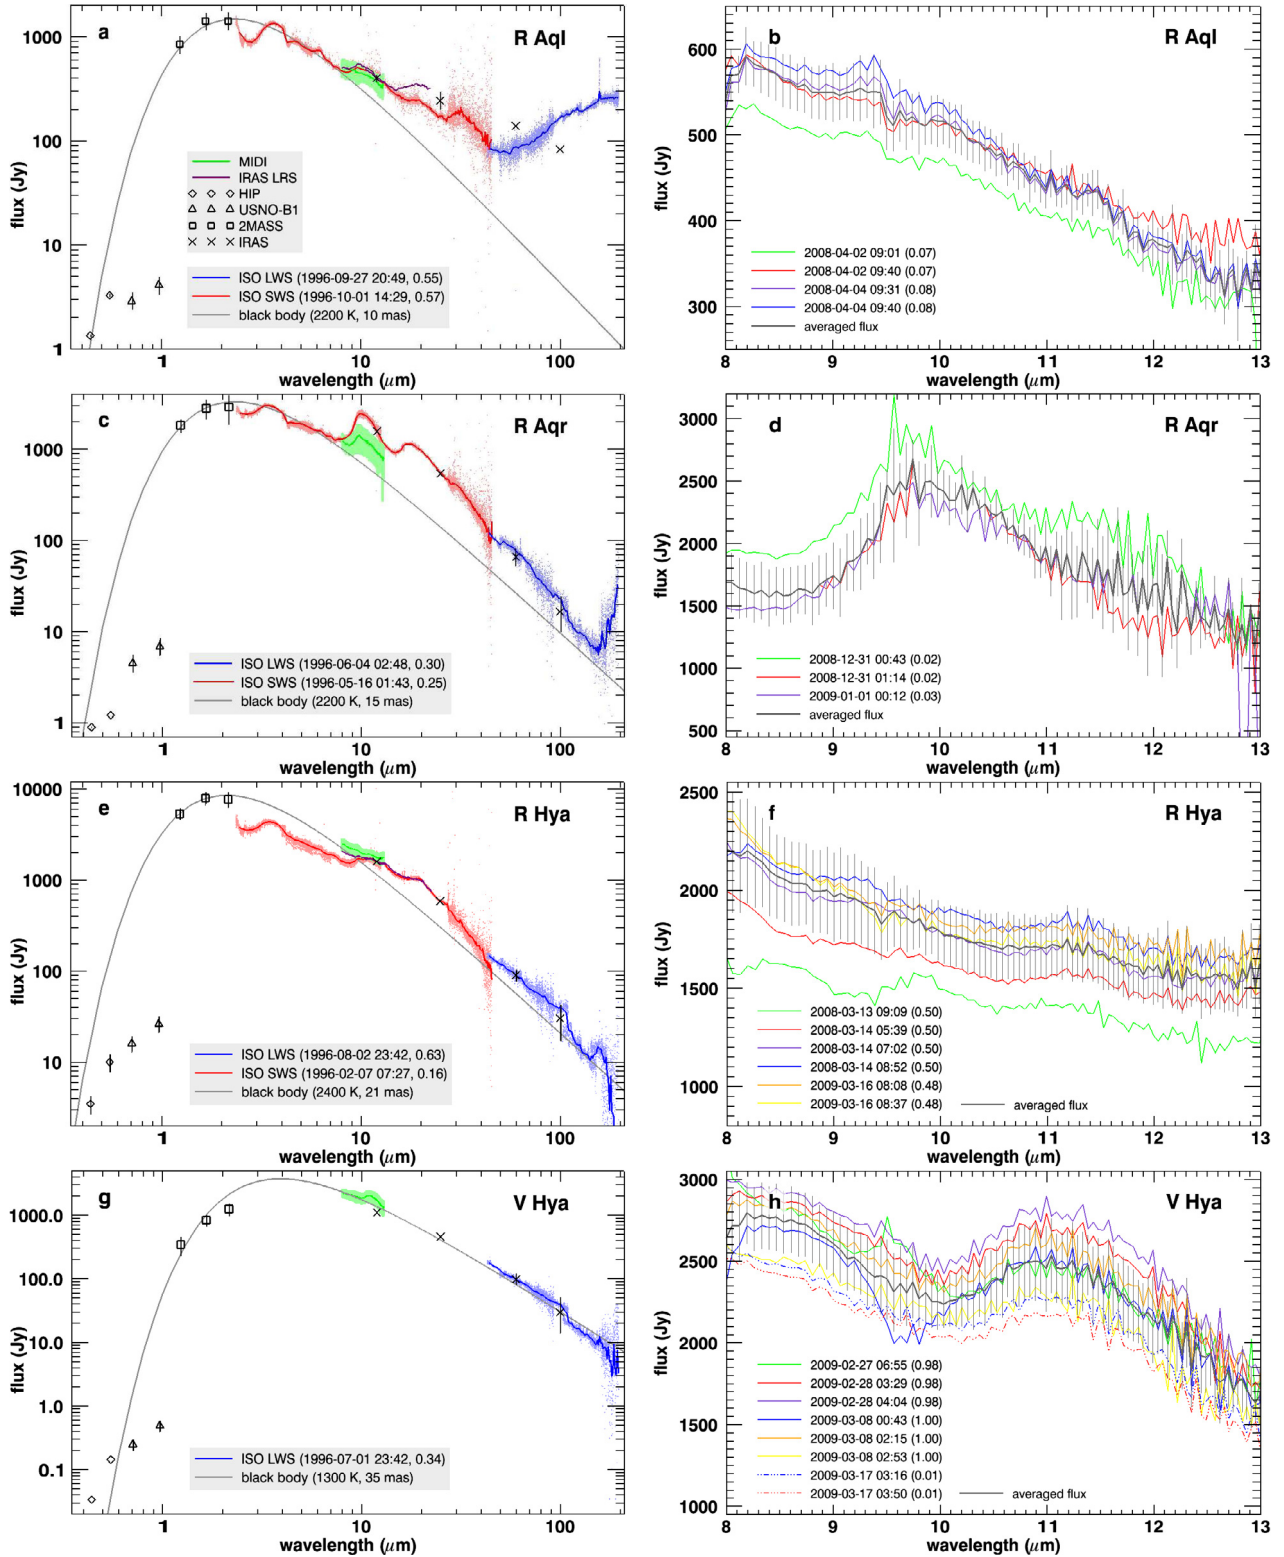 a
R Aql
1000
100
10
1
flux (Jy)
MIDI
IRAS LRS
HIP
USNO-B1
2MASS
IRAS
ISO LWS (1996-09-27 20:49, 0.55)
ISO SWS (1996-10-01 14:29, 0.57)
black body (2200 K, 10 mas)
1 10 100
wavelength (μm)
b
R Aql
600
500
400
300
flux (Jy)
2008-04-02 09:01 (0.07)
2008-04-02 09:40 (0.07)
2008-04-04 09:31 (0.08)
2008-04-04 09:40 (0.08)
averaged flux
8 9 10 11 12 13
wavelength (μm)
c
R Aqr
1000
100
10
1
flux (Jy)
ISO LWS (1996-06-04 02:48, 0.30)
ISO SWS (1996-05-16 01:43, 0.25)
black body (2200 K, 15 mas)
1 10 100
wavelength (μm)
d
R Aqr
3000
2500
2000
1500
1000
500
flux (Jy)
2008-12-31 00:43 (0.02)
2008-12-31 01:14 (0.02)
2009-01-01 00:12 (0.03)
averaged flux
8 9 10 11 12 13
wavelength (μm)
e
R Hya
10000
1000
100
10
flux (Jy)
ISO LWS (1996-08-02 23:42, 0.63)
ISO SWS (1996-02-07 07:27, 0.16)
black body (2400 K, 21 mas)
1 10 100
wavelength (μm)
f
R Hya
2500
2000
1500
1000
flux (Jy)
2008-03-13 09:09 (0.50)
2008-03-14 05:39 (0.50)
2008-03-14 07:02 (0.50)
2008-03-14 08:52 (0.50)
2009-03-16 08:08 (0.48)
2009-03-16 08:37 (0.48)
averaged flux
8 9 10 11 12 13
wavelength (μm)
g
V Hya
1000.0
100.0
10.0
1.0
0.1
flux (Jy)
ISO LWS (1996-07-01 23:42, 0.34)
black body (1300 K, 35 mas)
1 10 100
wavelength (μm)
h
V Hya
3000
2500
2000
1500
1000
flux (Jy)
2009-02-27 06:55 (0.98)
2009-02-28 03:29 (0.98)
2009-02-28 04:04 (0.98)
2009-03-08 00:43 (1.00)
2009-03-08 02:15 (1.00)
2009-03-08 02:53 (1.00)
2009-03-17 03:16 (0.01)
2009-03-17 03:50 (0.01)
averaged flux
8 9 10 11 12 13
wavelength (μm)